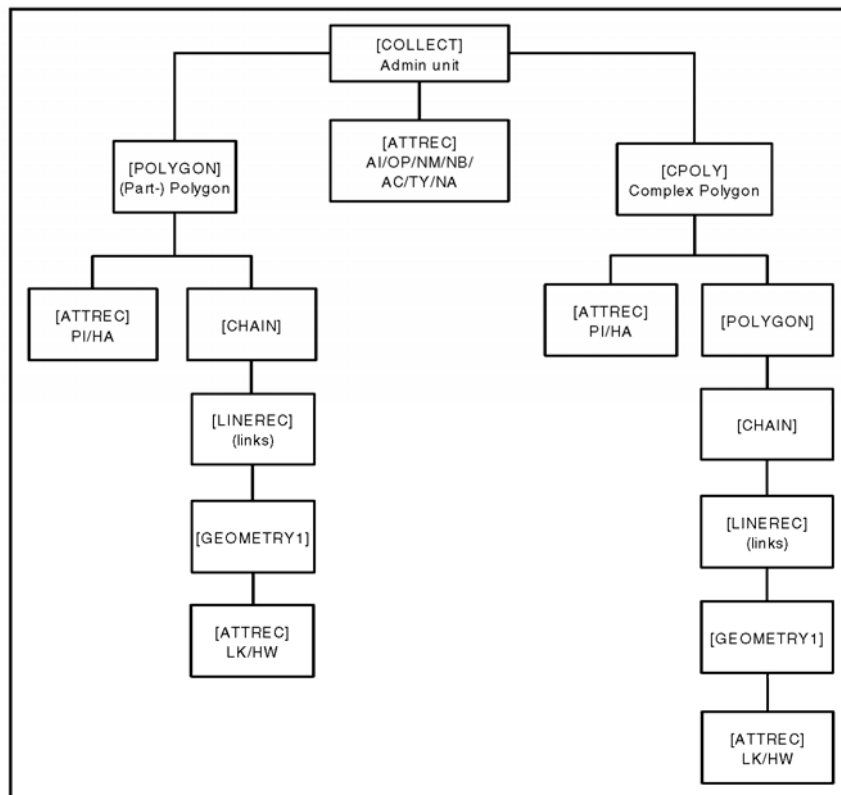 [COLLECT]
Admin unit
[POLYGON]
(Part-) Polygon
[ATTREC]
AI/OP/NM/NB/
AC/TY/NA
[CPOLY]
Complex Polygon
[ATTREC]
PI/HA
[CHAIN]
[ATTREC]
PI/HA
[POLYGON]
[LINEREC]
(links)
[CHAIN]
[GEOMETRY1]
[LINEREC]
(links)
[ATTREC]
LK/HW
[GEOMETRY1]
[ATTREC]
LK/HW